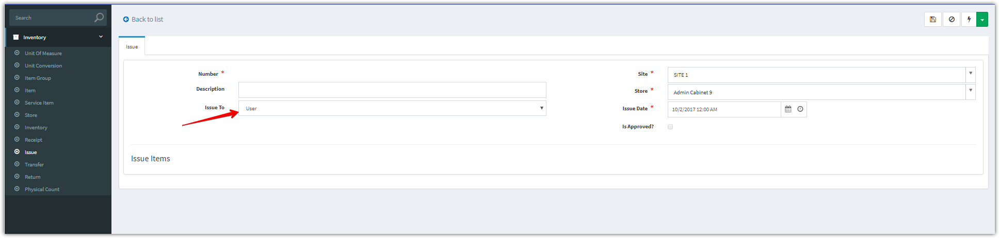 Search
Inventory
Unit Of Measure
Unit Conversion
Item Group
Item
Service Item
Store
Inventory
Receipt
Issue
Transfer
Return
Physical Count
Back to list
Issue
Number *
Description
Issue To User
Site * SITE 1
Store * Admin Cabinet 9
Issue Date * 10/2/2017 12:00 AM
Is Approved?
Issue Items